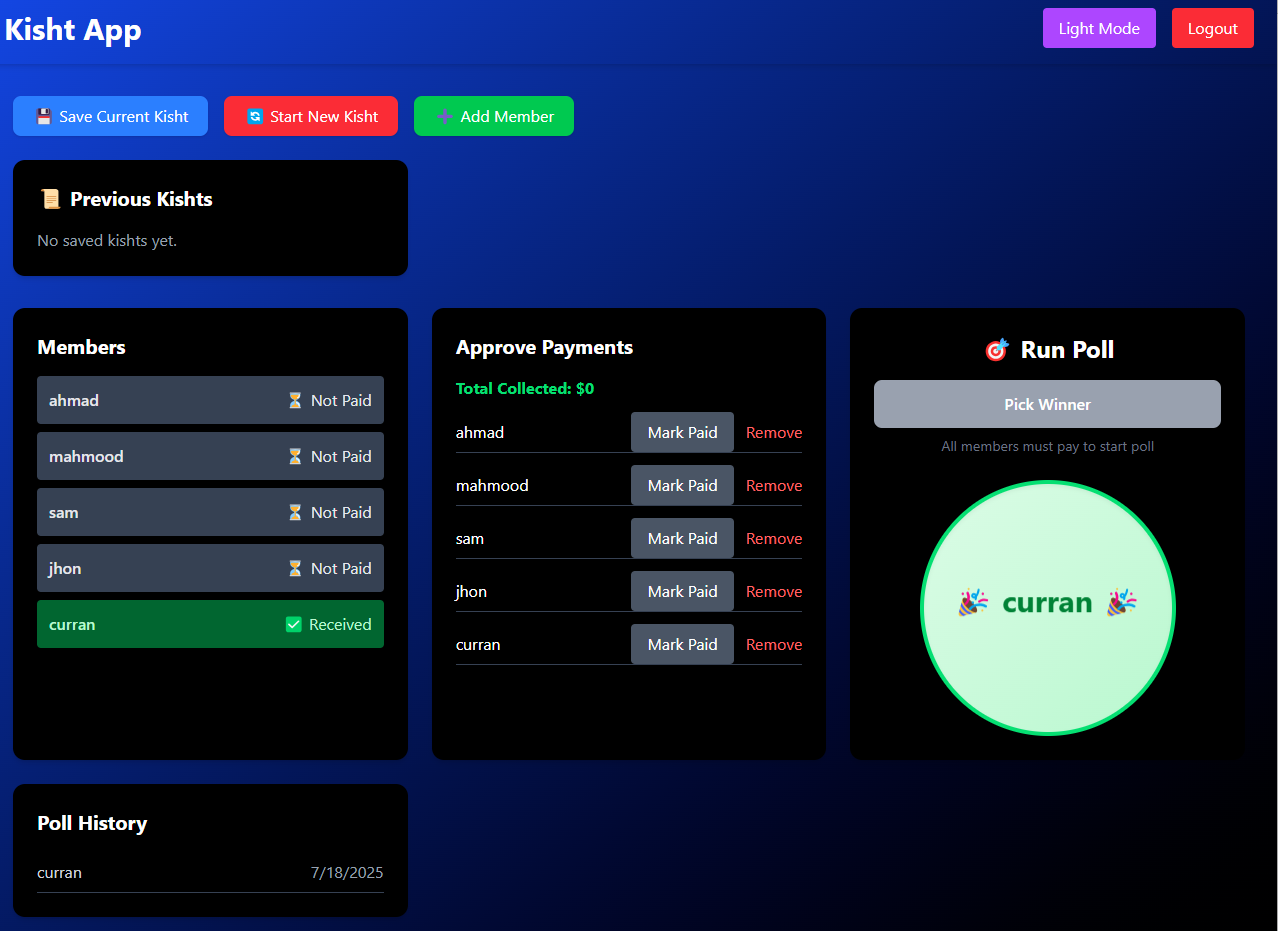 Kisht App
Light Mode
Logout
💾 Save Current Kisht
🔄 Start New Kisht
➕ Add Member
📜 Previous Kishts
No saved kishts yet.
Members
ahmad ⏳ Not Paid
mahmood ⏳ Not Paid
sam ⏳ Not Paid
jhon ⏳ Not Paid
curran ✅ Received
Approve Payments
Total Collected: $0
ahmad Mark Paid Remove
mahmood Mark Paid Remove
sam Mark Paid Remove
jhon Mark Paid Remove
curran Mark Paid Remove
🎯 Run Poll
Pick Winner
All members must pay to start poll
🎉 curran 🎉
Poll History
curran 7/18/2025